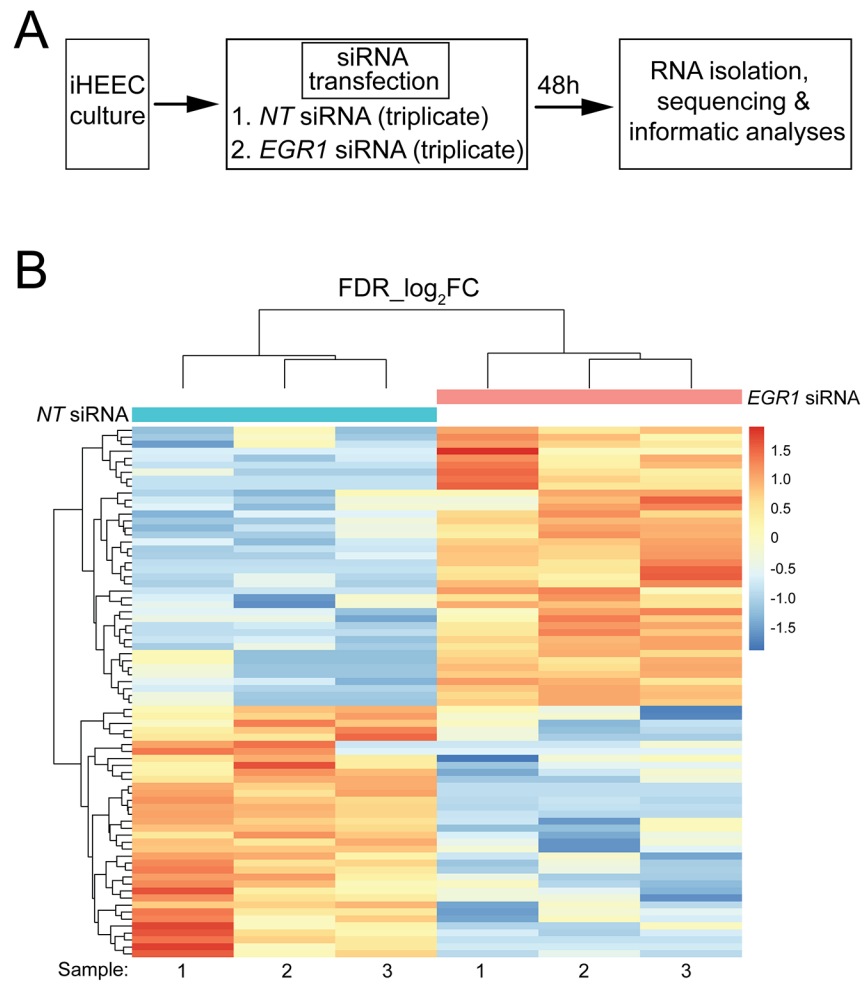 A
iHEEC
culture
siRNA
transfection
1. NT siRNA (triplicate)
2. EGR1 siRNA (triplicate)
48h
RNA isolation,
sequencing &
informatic analyses
B
FDR_log₂FC
NT siRNA
EGR1 siRNA
1.5
1.0
0.5
0
-0.5
-1.0
-1.5
Sample: 1 2 3 1 2 3